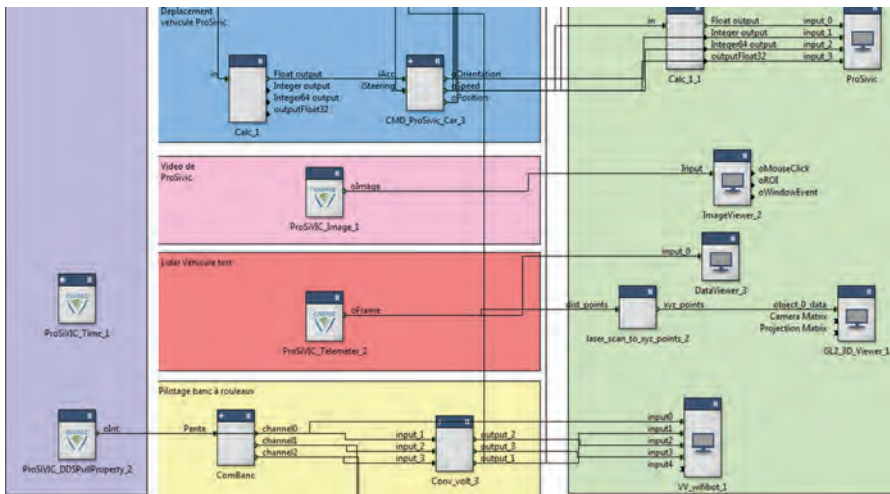 Déplacement
véhicule ProSivic
in
Float output
Integer output
Integer64 output
outputFloat32
Calc_1
iAcc
iSteering
oOrientation
oSpeed
oPosition
CMD_ProSivic_Car_3
in
Float output
Integer output
Integer64 output
outputFloat32
Calc_1_1
input_0
input_1
input_2
input_3
ProSivic
Video de
ProSivic
oImage
ProSiVIC_Image_1
Input
oMouseClick
oROI
oWindowEvent
ImageViewer_2
Lidar Véhicule test
oFrame
ProSiVIC_Telemeter_2
input_0
DataViewer_3
dist_points
xyz_points
laser_scan_to_xyz_points_2
object_0_data
Camera Matrix
Projection Matrix
GL2_3D_Viewer_1
ProSiVIC_Time_1
oInt
ProSiVIC_DDSPullProperty_2
Pilotage banc à rouleaux
Pente
channel0
channel1
channel2
ComBanc
input_1
input_2
input_3
output_2
output_3
output_1
Conv_volt_3
input0
input1
input2
input3
input4
VV_wifibot_1